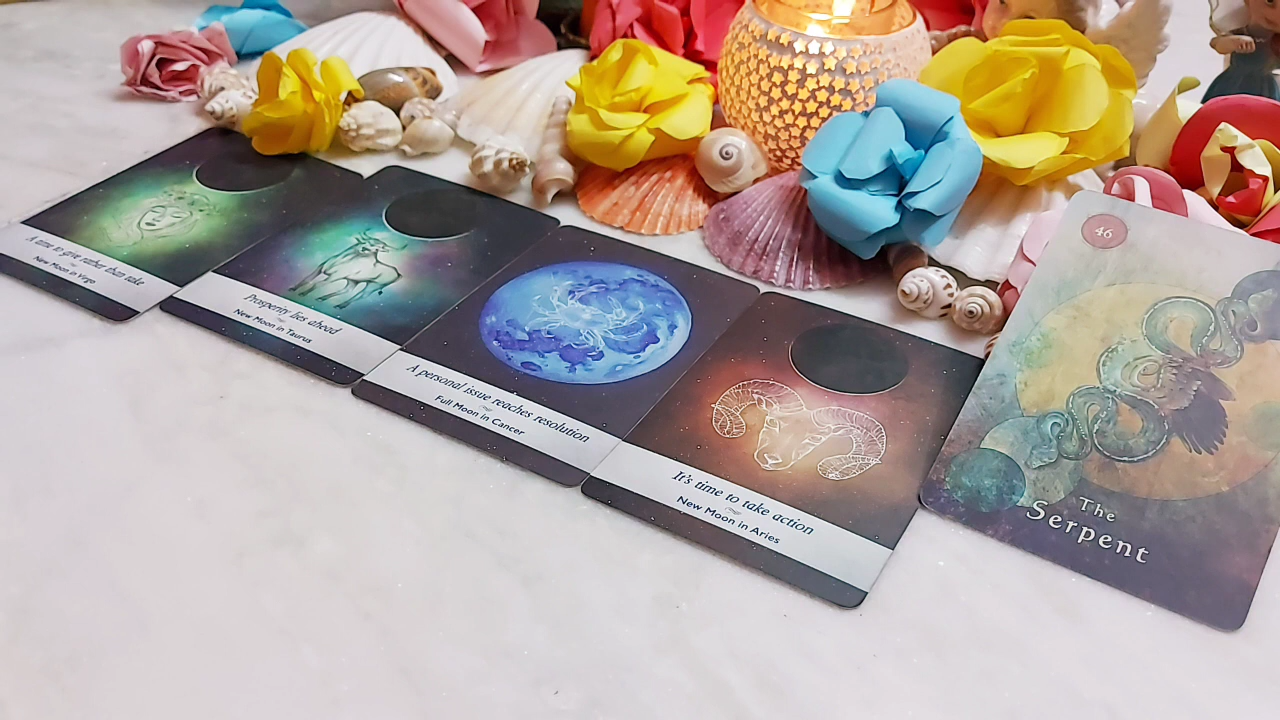 A time to give rather than take
New Moon in Virgo
Prosperity lies ahead
New Moon in Taurus
A personal issue reaches resolution
Full Moon in Cancer
It's time to take action
New Moon in Aries
46
The
Serpent